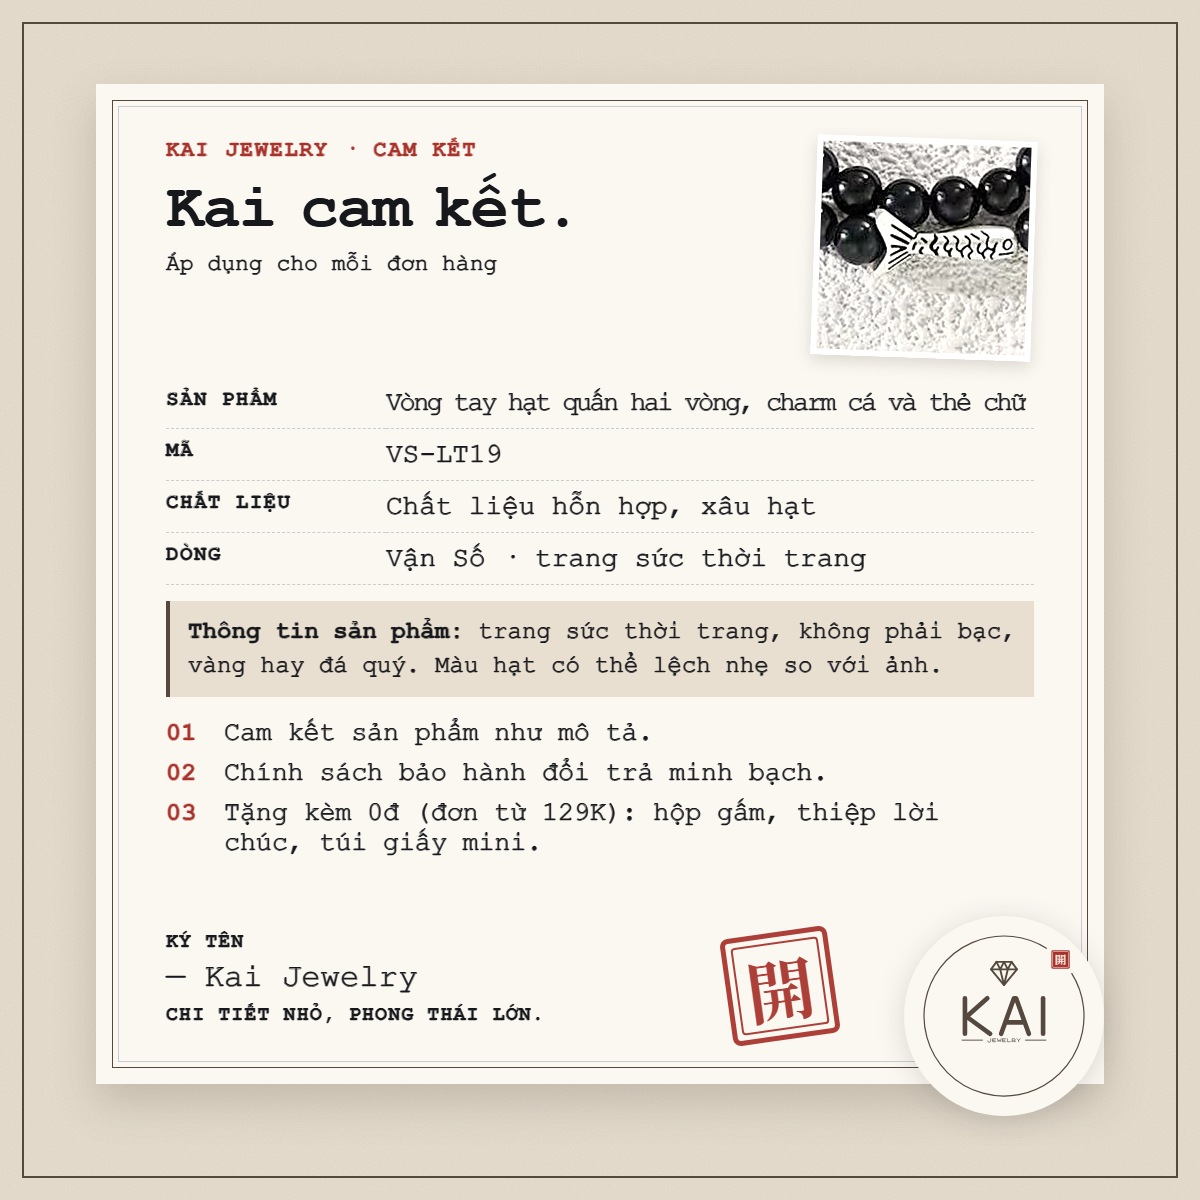 KAI JEWELRY · CAM KẾT
Kai cam kết.
Áp dụng cho mỗi đơn hàng
SẢN PHẨM Vòng tay hạt quấn hai vòng, charm cá và thẻ chữ
MÃ VS-LT19
CHẤT LIỆU Chất liệu hỗn hợp, xâu hạt
DÒNG Vận Số · trang sức thời trang
Thông tin sản phẩm: trang sức thời trang, không phải bạc,
vàng hay đá quý. Màu hạt có thể lệch nhẹ so với ảnh.
01 Cam kết sản phẩm như mô tả.
02 Chính sách bảo hành đổi trả minh bạch.
03 Tặng kèm 0đ (đơn từ 129K): hộp gấm, thiệp lời
chúc, túi giấy mini.
KÝ TÊN
— Kai Jewelry
CHI TIẾT NHỎ, PHONG THÁI LỚN.
開
開
KAI
JEWELRY